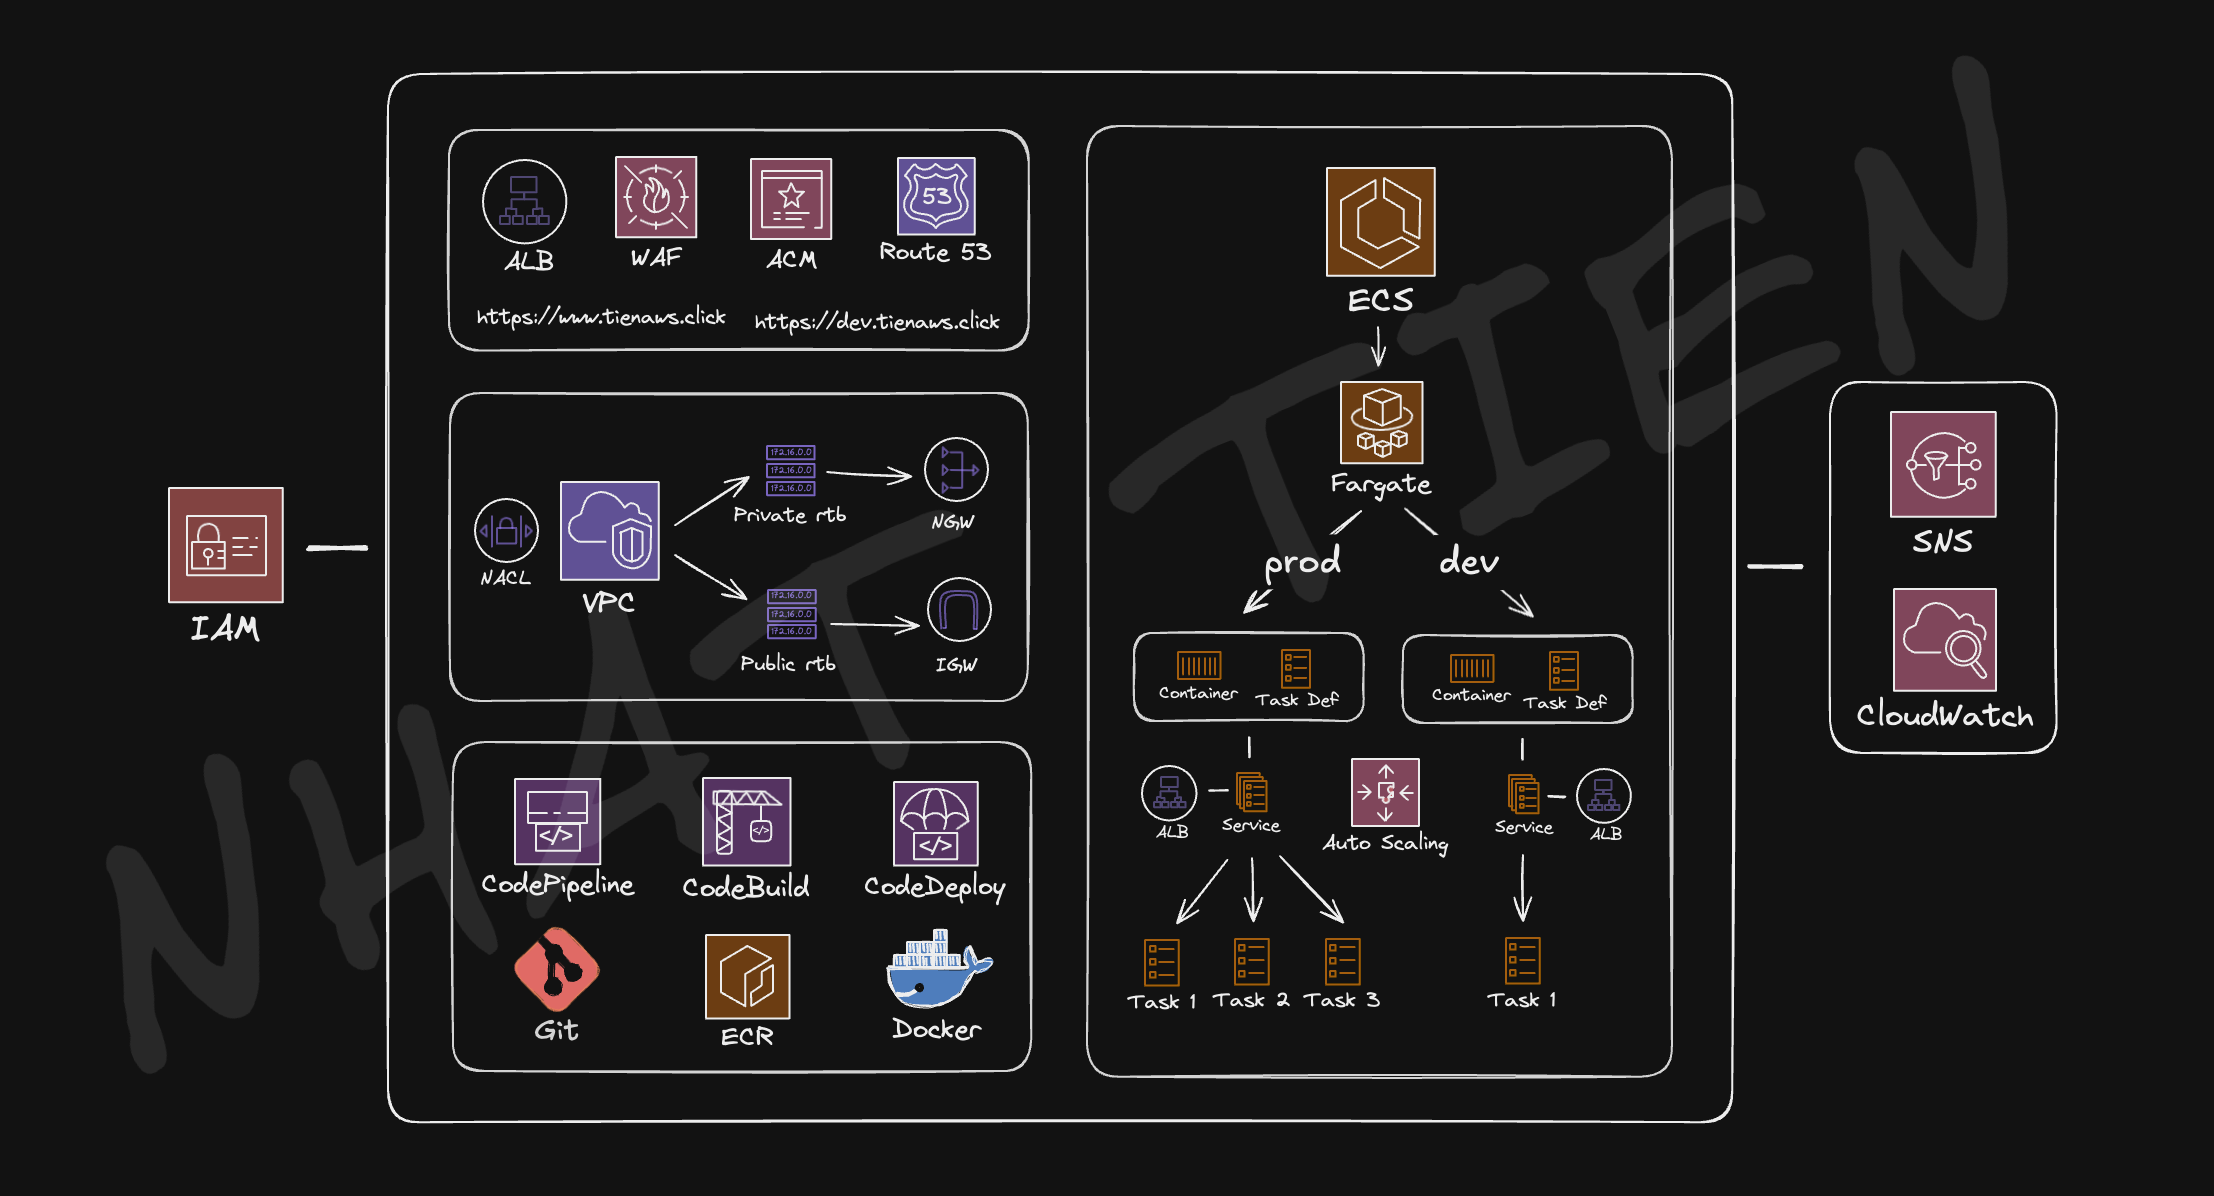 ALB
WAF
ACM
53
Route 53
https://www.tienaws.click
https://dev.tienaws.click
NACL
VPC
172.16.0.0
172.16.0.0
172.16.0.0
Private rtb
NGW
172.16.0.0
172.16.0.0
172.16.0.0
Public rtb
IGW
</>
CodePipeline
</>
CodeBuild
</>
CodeDeploy
Git
ECR
Docker
ECS
Fargate
prod
dev
Container
Task Def
Container
Task Def
ALB
Service
Auto Scaling
Service
ALB
Task 1
Task 2
Task 3
Task 1
IAM
SNS
CloudWatch
NHAT TIEN